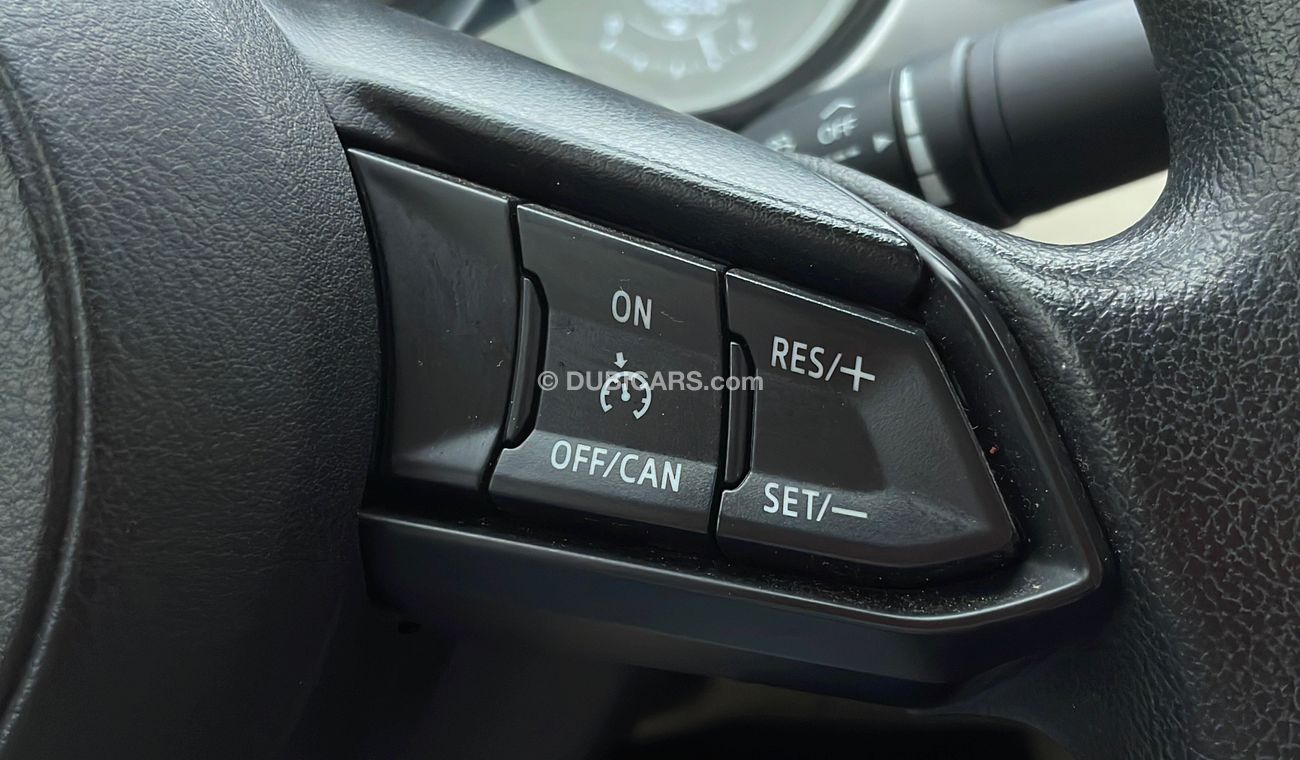 OFF
ON
RES/+
© DUBICARS.com
OFF/CAN
SET/—